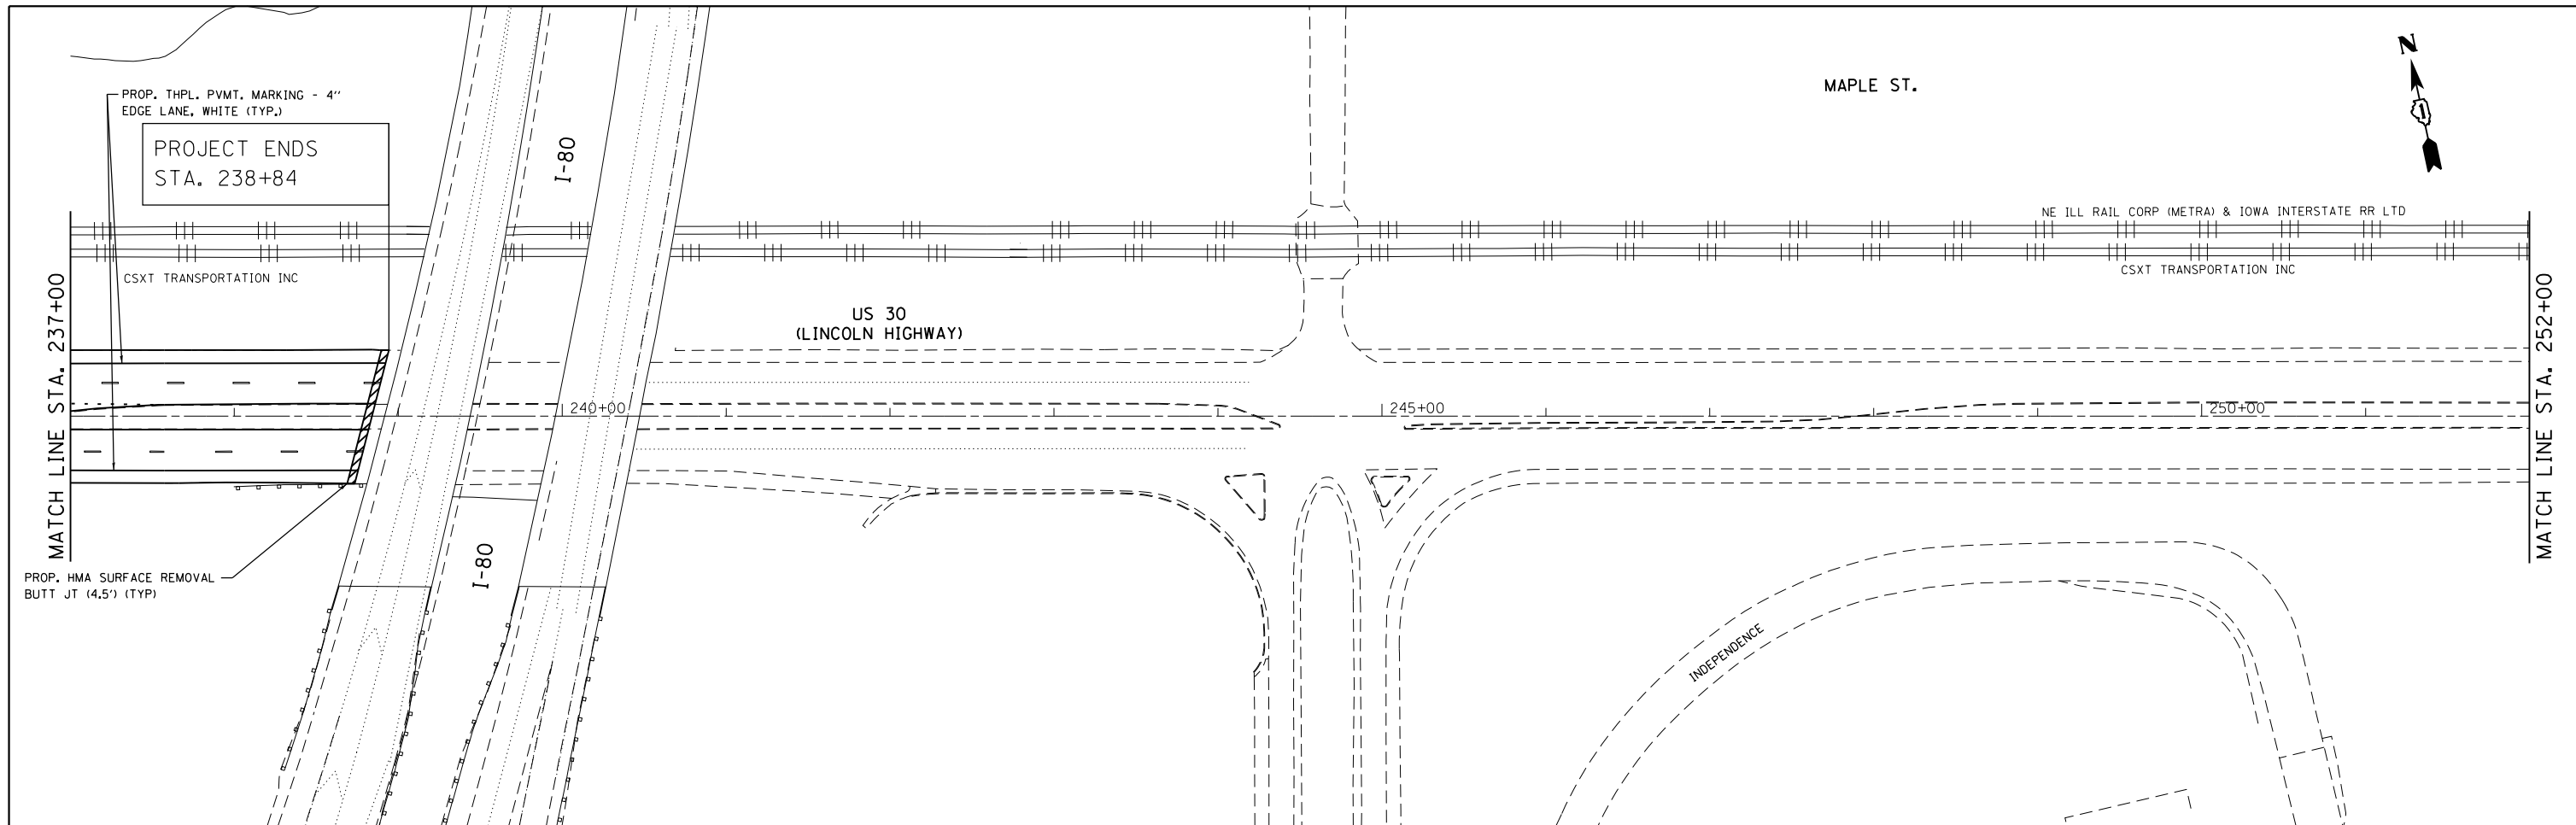 PROP. THPL. PVMT. MARKING - 4''
EDGE LANE, WHITE (TYP.)
PROJECT ENDS
STA. 238+84
I-80
MAPLE ST.
N
NE ILL RAIL CORP (METRA) & IOWA INTERSTATE RR LTD
CSXT TRANSPORTATION INC
CSXT TRANSPORTATION INC
MATCH LINE STA. 237+00
US 30
(LINCOLN HIGHWAY)
MATCH LINE STA. 252+00
240+00
245+00
250+00
I-80
PROP. HMA SURFACE REMOVAL
BUTT JT (4.5') (TYP)
INDEPENDENCE